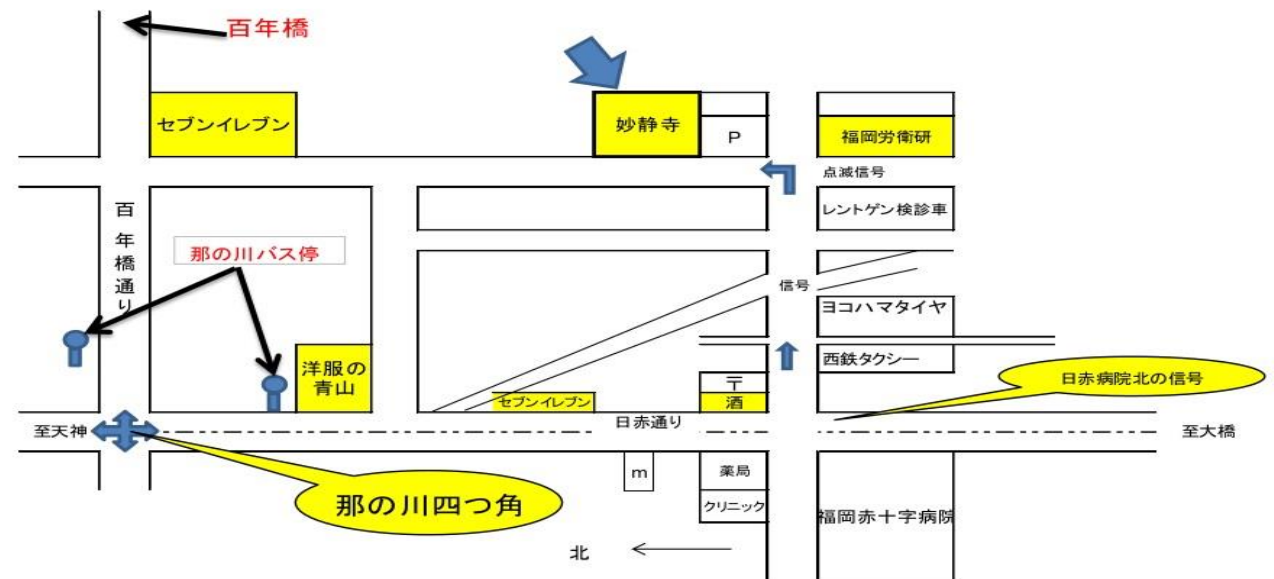 百年橋
セブンイレブン
妙静寺
P
福岡労衛研
点滅信号
レントゲン検診車
百年橋通り
那の川バス停
信号
ヨコハマタイヤ
西鉄タクシー
洋服の
青山
〒
酒
セブンイレブン
日赤病院北の信号
日赤通り
至天神
至大橋
那の川四つ角
m
薬局
クリニック
福岡赤十字病院
北